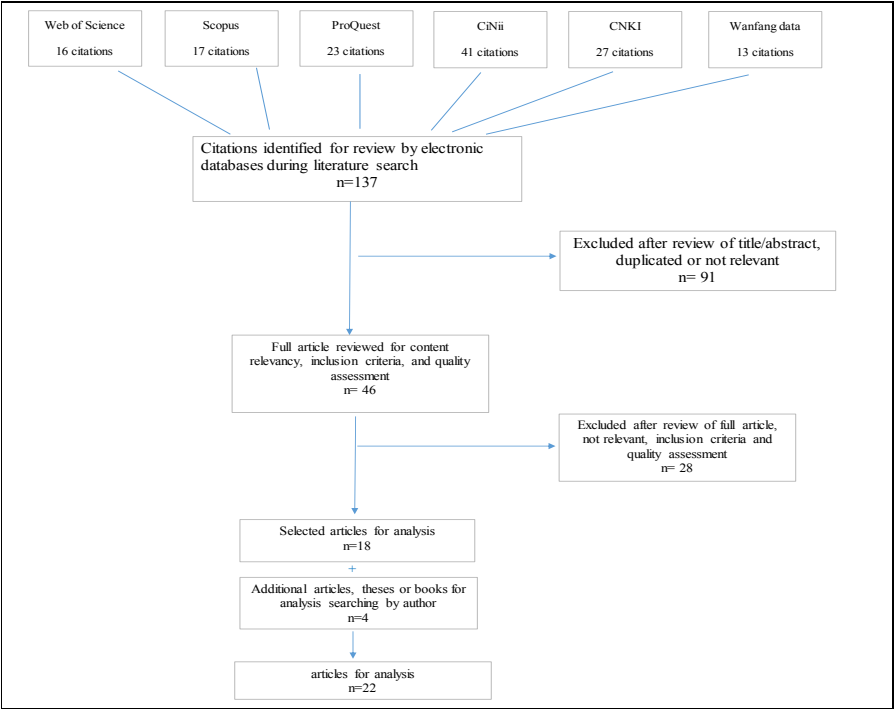 Web of Science
16 citations
Scopus
17 citations
ProQuest
23 citations
CiNii
41 citations
CNKI
27 citations
Wanfang data
13 citations
Citations identified for review by electronic
databases during literature search
n=137
Excluded after review of title/abstract,
duplicated or not relevant
n= 91
Full article reviewed for content
relevancy, inclusion criteria, and quality
assessment
n= 46
Excluded after review of full article,
not relevant, inclusion criteria and
quality assessment
n= 28
Selected articles for analysis
n=18
+
Additional articles, theses or books for
analysis searching by author
n=4
articles for analysis
n=22